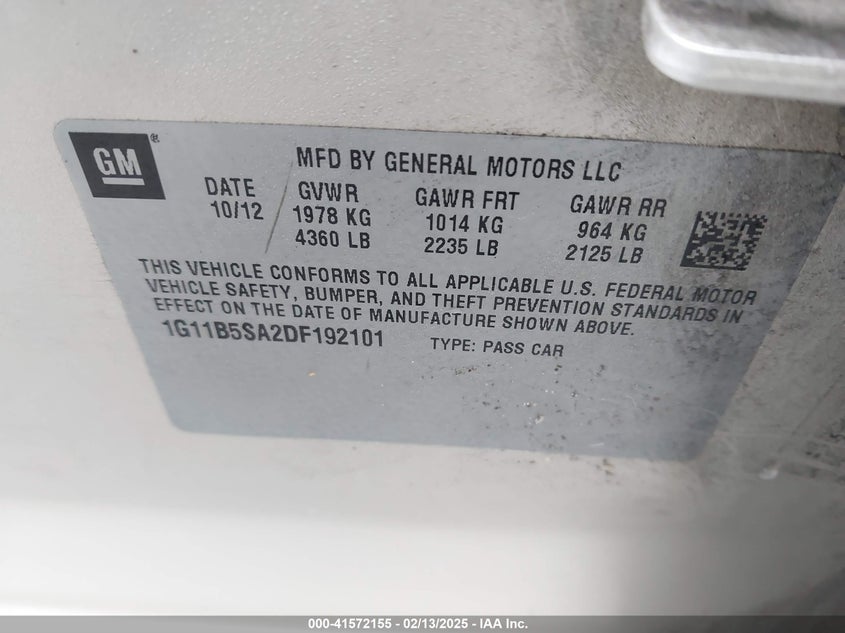 GM®
MFD BY GENERAL MOTORS LLC
DATE GVWR GAWR FRT GAWR RR
10/12 1978 KG 1014 KG 964 KG
4360 LB 2235 LB 2125 LB
THIS VEHICLE CONFORMS TO ALL APPLICABLE U.S. FEDERAL MOTOR
VEHICLE SAFETY, BUMPER, AND THEFT PREVENTION STANDARDS IN
EFFECT ON THE DATE OF MANUFACTURE SHOWN ABOVE.
1G11B5SA2DF192101 TYPE: PASS CAR
000-41572155 - 02/13/2025 - IAA Inc.